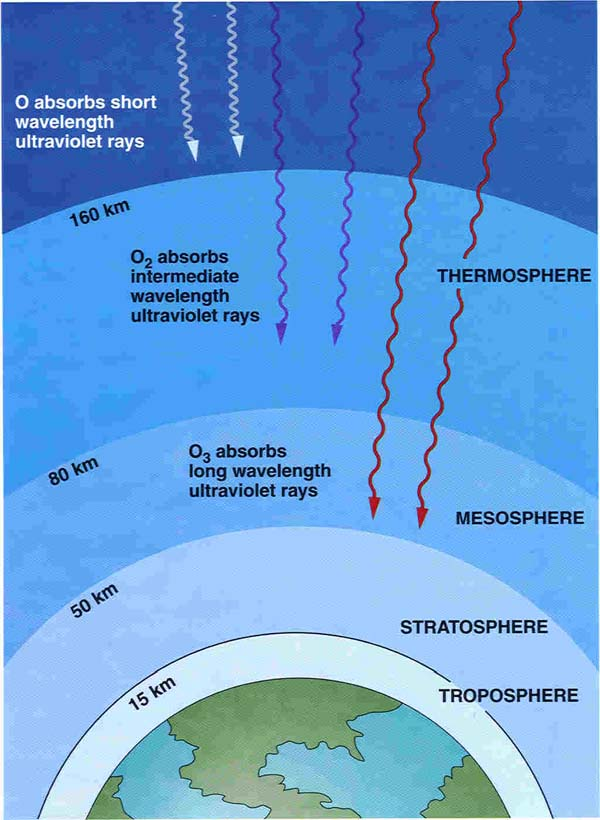 O absorbs short
wavelength
ultraviolet rays
160 km
O₂ absorbs
intermediate
wavelength
ultraviolet rays
THERMOSPHERE
80 km
O₃ absorbs
long wavelength
ultraviolet rays
MESOSPHERE
50 km
STRATOSPHERE
15 km
TROPOSPHERE